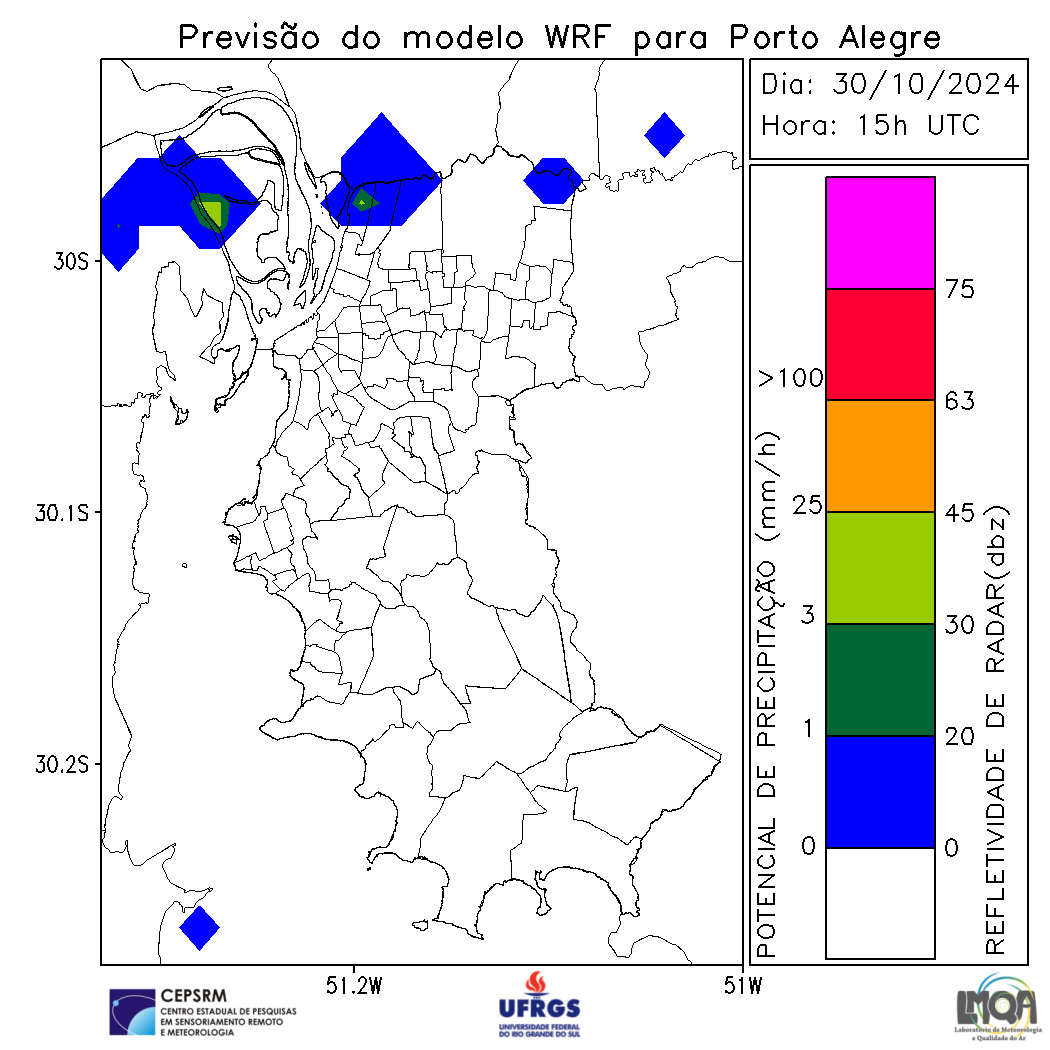 Previsão do modelo WRF para Porto Alegre
Dia: 30/10/2024
Hora: 15h UTC
30S
30.1S
30.2S
51.2W
51W
POTENCIAL DE PRECIPITAÇÃO (mm/h)
>100
25
3
1
0
75
63
45
30
20
0
REFLETIVIDADE DE RADAR(dbz)
CEPSRM
CENTRO ESTADUAL DE PESQUISAS
EM SENSORIAMENTO REMOTO
E METEOROLOGIA
UFRGS
UNIVERSIDADE FEDERAL
DO RIO GRANDE DO SUL
LMQA
Laboratório de Meteorologia
e Qualidade do Ar